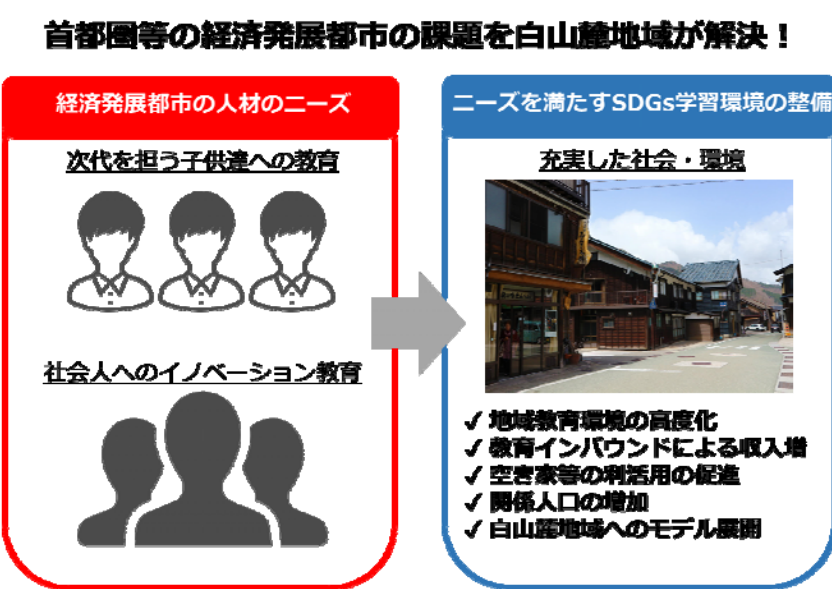 首都圏等の経済発展都市の課題を白山麓地域が解決！
経済発展都市の人材のニーズ
次代を担う子供達への教育
社会人へのイノベーション教育
ニーズを満たすSDGs学習環境の整備
充実した社会・環境
✓ 地域教育環境の高度化
✓ 教育インバウンドによる収入増
✓ 空き家等の利活用の促進
✓ 関係人口の増加
✓ 白山麓地域へのモデル展開